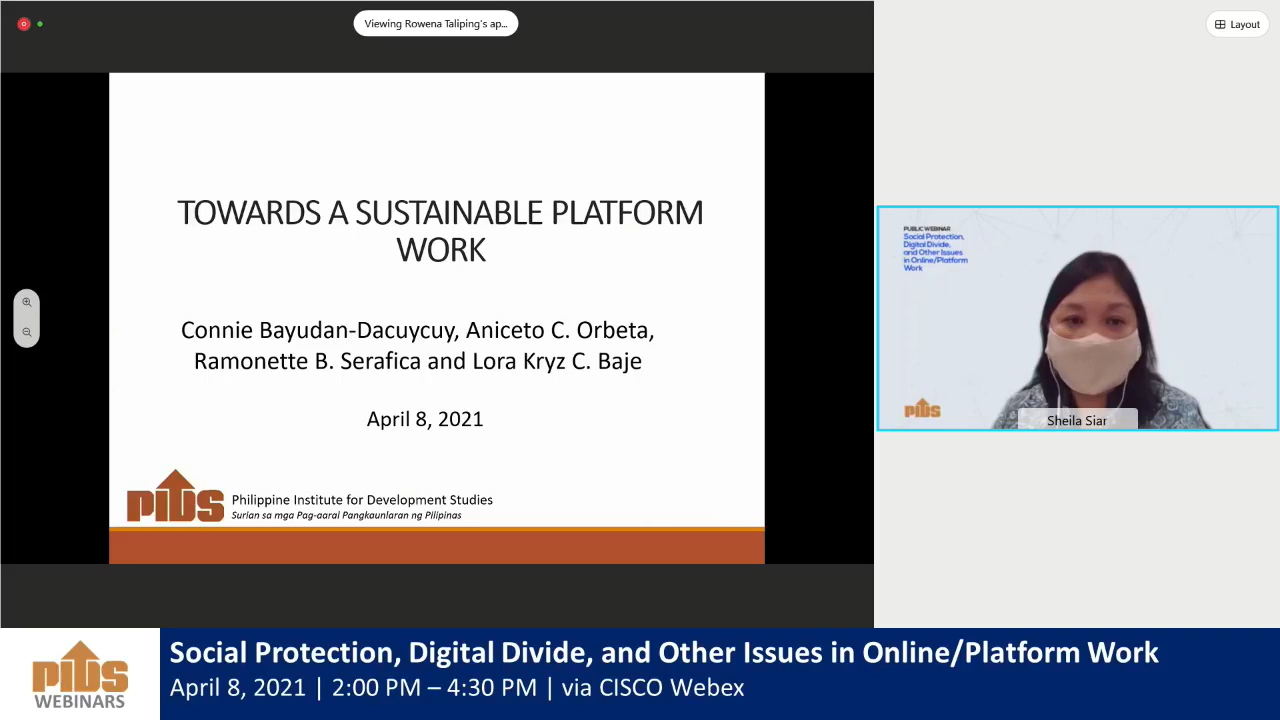 Viewing Rowena Taliping's ap...
Layout
TOWARDS A SUSTAINABLE PLATFORM
WORK
Connie Bayudan-Dacuycuy, Aniceto C. Orbeta,
Ramonette B. Serafica and Lora Kryz C. Baje
April 8, 2021
PIDS
Philippine Institute for Development Studies
Surian sa mga Pag-aaral Pangkaunlaran ng Pilipinas
PUBLIC WEBINAR
Social Protection,
Digital Divide,
and Other Issues
in Online/Platform
Work
PIDS
Sheila Siar
PIDS
WEBINARS
Social Protection, Digital Divide, and Other Issues in Online/Platform Work
April 8, 2021 | 2:00 PM – 4:30 PM | via CISCO Webex